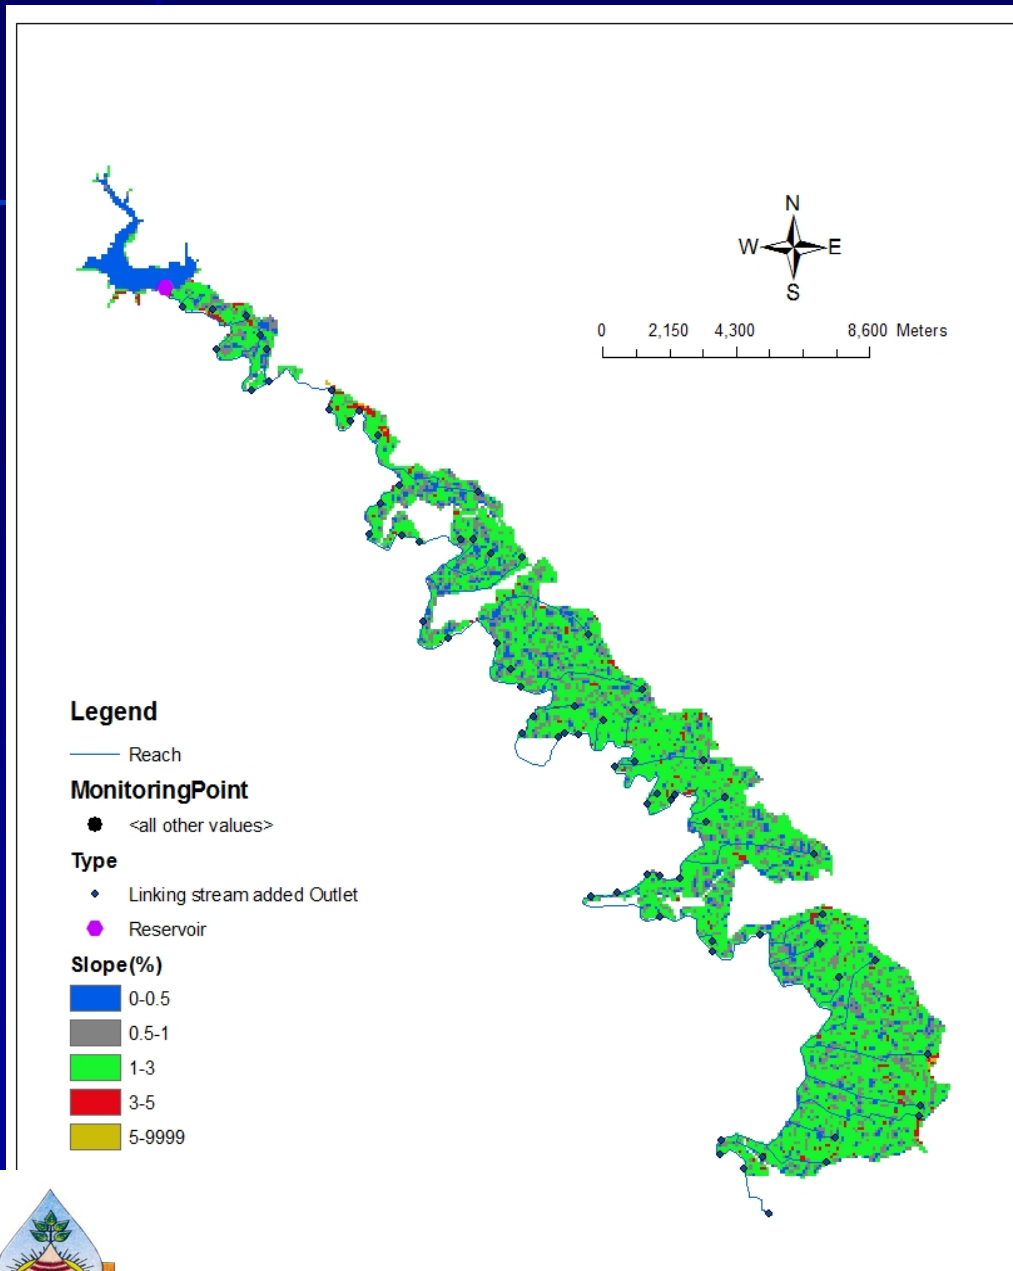 N
W E
S
0 2,150 4,300 8,600 Meters
Legend
Reach
MonitoringPoint
<all other values>
Type
Linking stream added Outlet
Reservoir
Slope(%)
0-0.5
0.5-1
1-3
3-5
5-9999